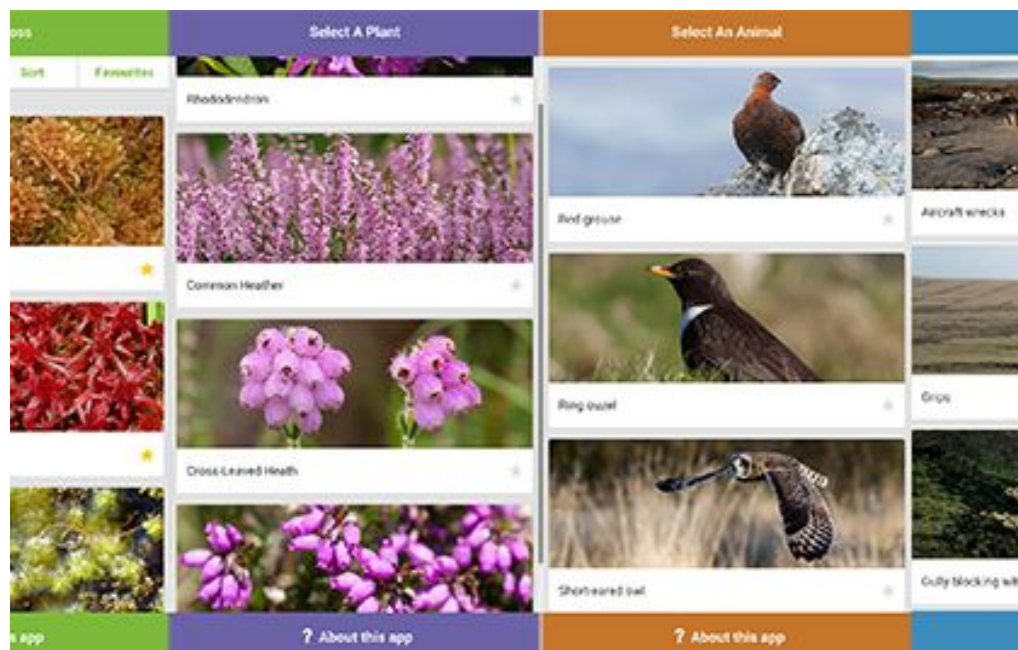 oss
Sort
Favourites
s app
Select A Plant
Rhododendron
Common Heather
Cross-Leaved Heath
? About this app
Select An Animal
Red grouse
Ring ouzel
Short-eared owl
? About this app
Aircraft wrecks
Grips
Gully blocking wit